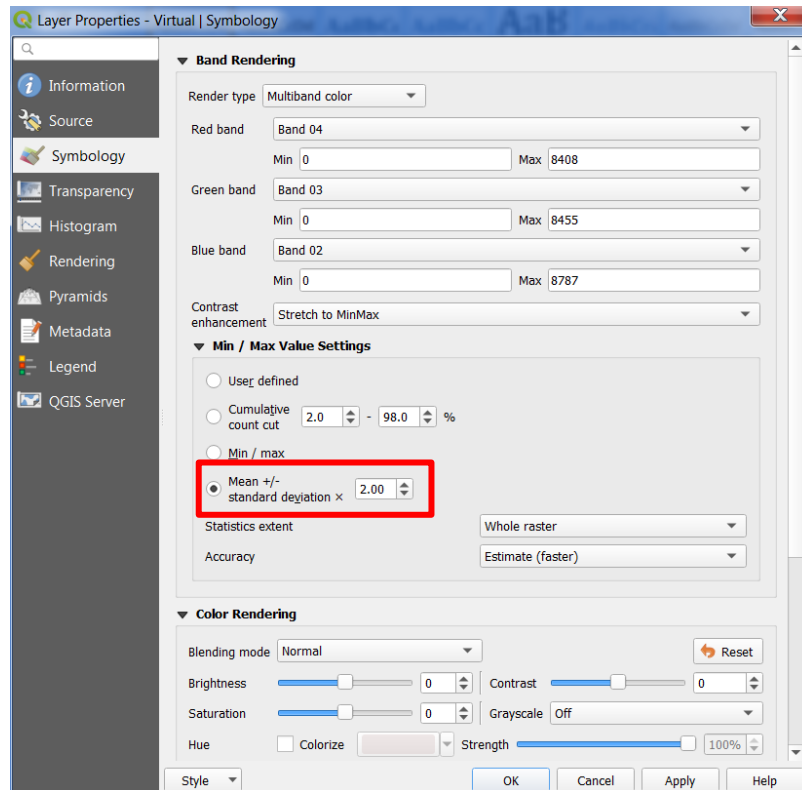 Layer Properties - Virtual | Symbology
Information
Source
Symbology
Transparency
Histogram
Rendering
Pyramids
Metadata
Legend
QGIS Server
Band Rendering
Render type Multiband color
Red band Band 04
Min 0 Max 8408
Green band Band 03
Min 0 Max 8455
Blue band Band 02
Min 0 Max 8787
Contrast
enhancement Stretch to MinMax
Min / Max Value Settings
User defined
Cumulative
count cut 2.0 - 98.0 %
Min / max
Mean +/-
standard deviation × 2.00
Statistics extent Whole raster
Accuracy Estimate (faster)
Color Rendering
Blending mode Normal Reset
Brightness 0 Contrast 0
Saturation 0 Grayscale Off
Hue Colorize Strength 100%
Style OK Cancel Apply Help